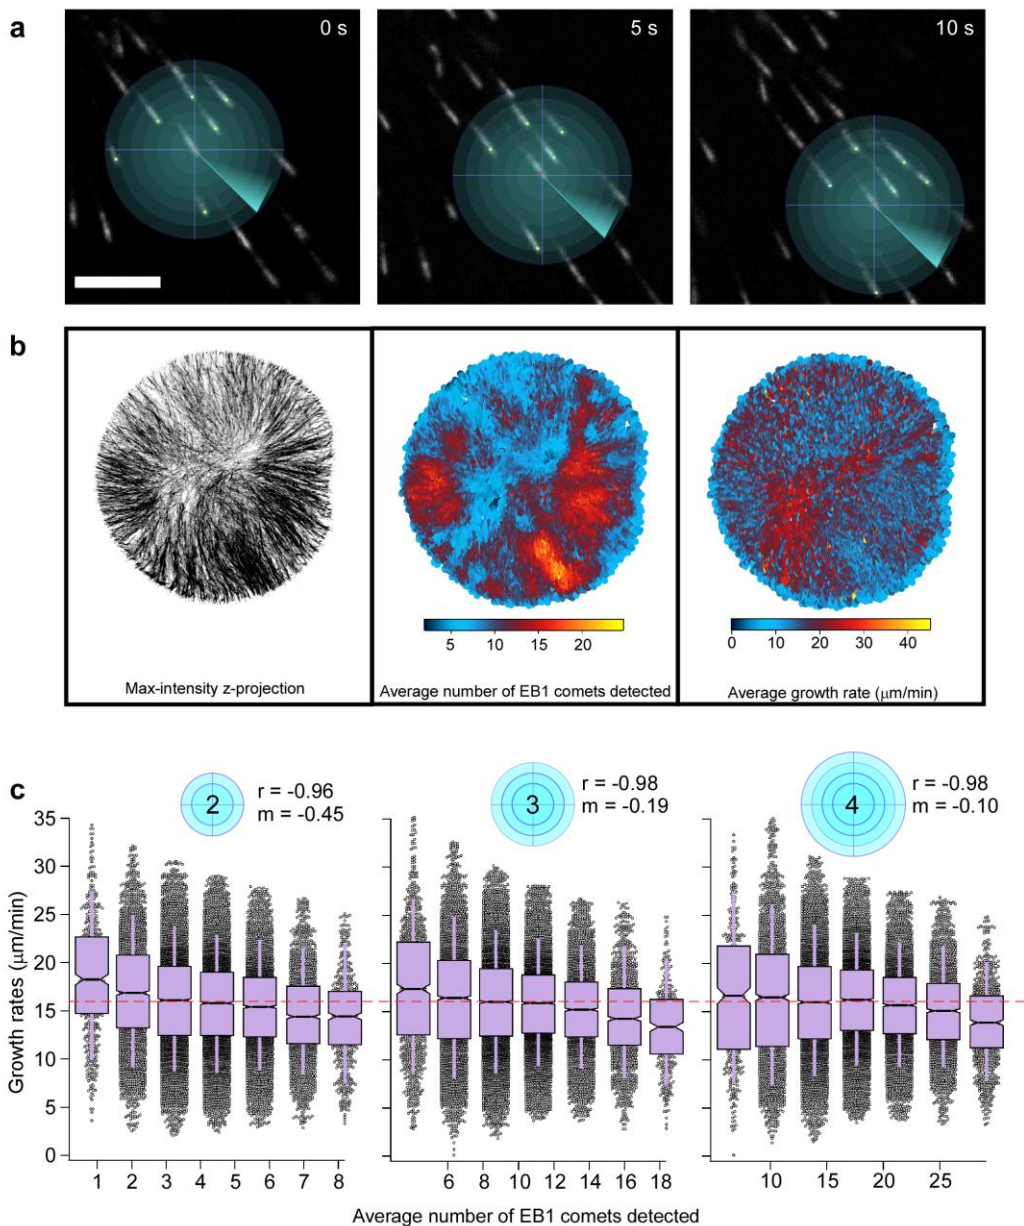 a
0 s
5 s
10 s
b
5 10 15 20
0 10 20 30 40
Max-intensity z-projection
Average number of EB1 comets detected
Average growth rate (μm/min)
c
2
r = -0.96
m = -0.45
3
r = -0.98
m = -0.19
4
r = -0.98
m = -0.10
Growth rates (μm/min)
35
30
25
20
15
10
5
0
1 2 3 4 5 6 7 8
6 8 10 12 14 16 18
10 15 20 25
Average number of EB1 comets detected